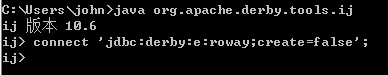 C:\Users\john>java org.apache.derby.tools.ij
ij 版本 10.6
ij> connect 'jdbc:derby:e:roway;create=false';
ij>